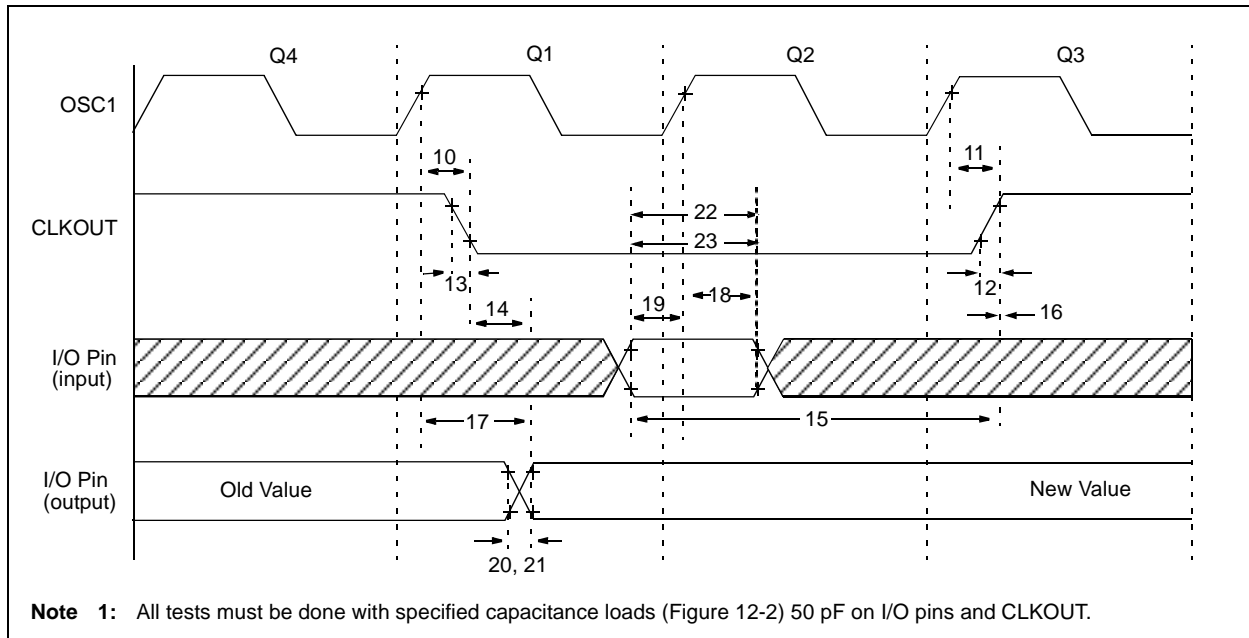 Q4 Q1 Q2 Q3
OSC1
10 11
22
CLKOUT
23
13 12
14 19 18 16
I/O Pin
(input)
17 15
I/O Pin
(output)
Old Value New Value
20, 21
Note 1: All tests must be done with specified capacitance loads (Figure 12-2) 50 pF on I/O pins and CLKOUT.